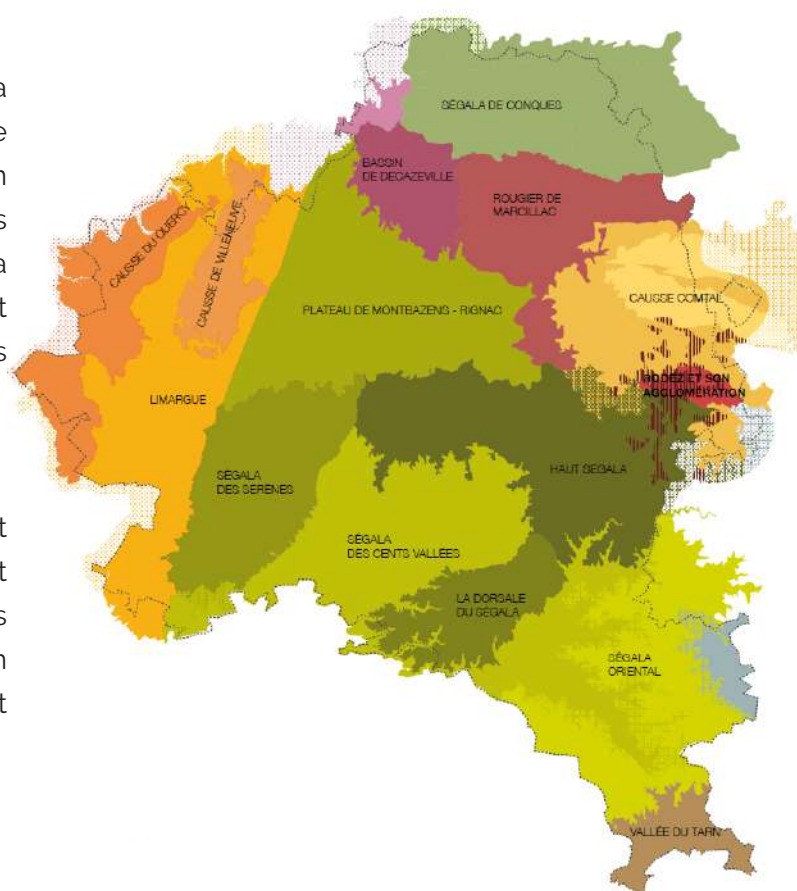 a
e
n
s
a
t
s
t
t
s
n
t
SÉGALA DE CONQUES
BASSIN
DE DECAZEVILLE
ROUGIER DE
MARCILLAC
CAUSSE DU QUERCY
CAUSSE DE VILLENEUVE
CAUSSE COMTAL
PLATEAU DE MONTBAZENS - RIGNAC
RODEZ ET SON
AGGLOMÉRATION
LIMARGUE
HAUT SÉGALA
SÉGALA
DES SERÈNES
SÉGALA
DES CENTS VALLÉES
LA DORSALE
DU SÉGALA
SÉGALA
ORIENTAL
VALLÉE DU TARN